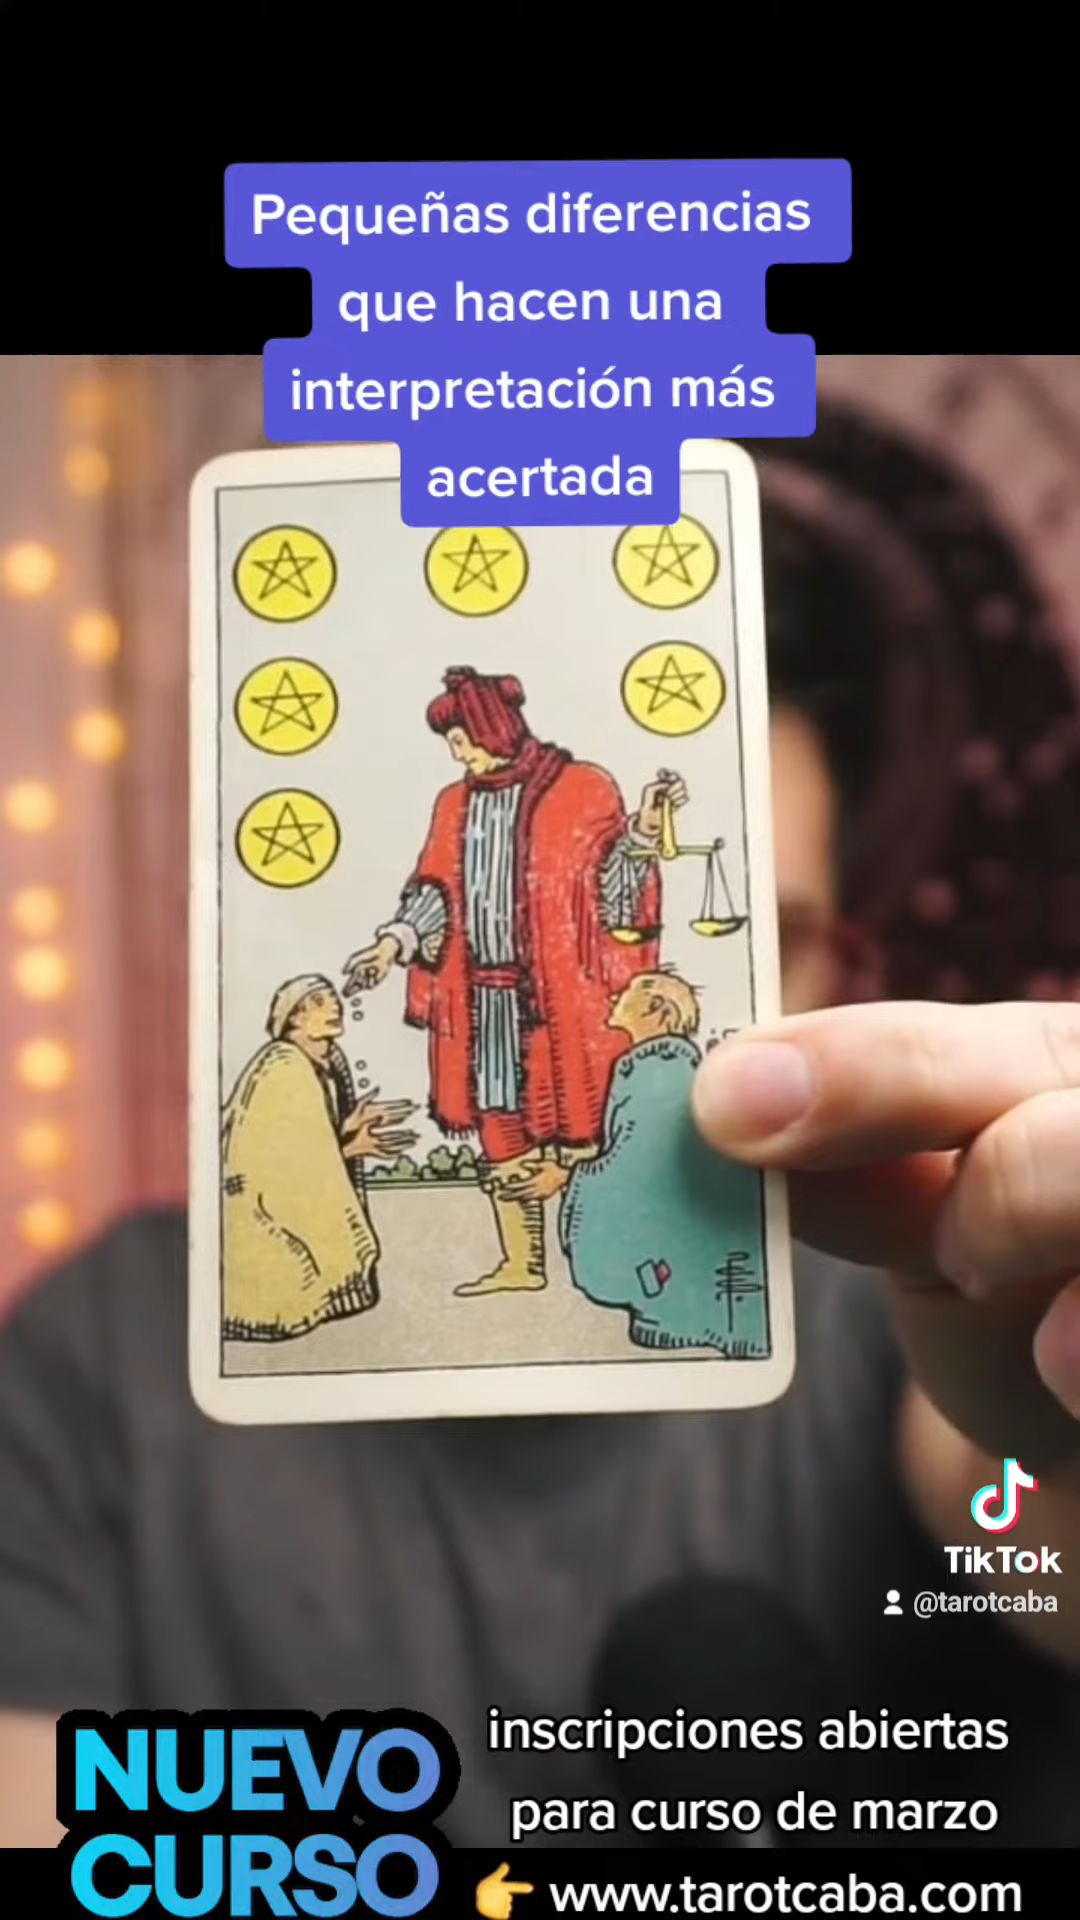 Pequeñas diferencias
que hacen una
interpretación más
acertada
TikTok
@tarotcaba
NUEVO
CURSO
inscripciones abiertas
para curso de marzo
👉 www.tarotcaba.com